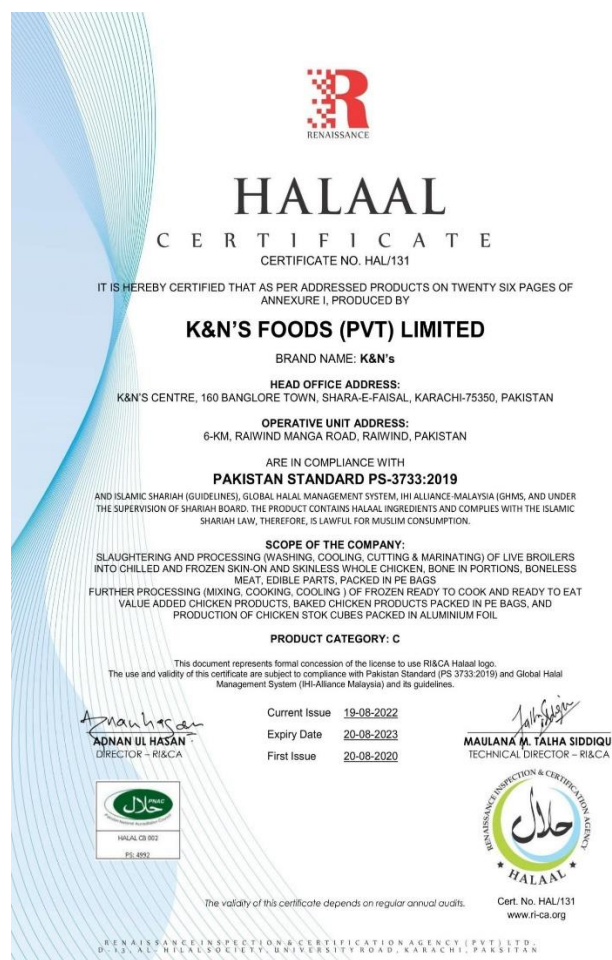 RENAISSANCE
HALAAL
CERTIFICATE
CERTIFICATE NO. HAL/131
IT IS HEREBY CERTIFIED THAT AS PER ADDRESSED PRODUCTS ON TWENTY SIX PAGES OF
ANNEXURE I, PRODUCED BY
K&N'S FOODS (PVT) LIMITED
BRAND NAME: K&N's
HEAD OFFICE ADDRESS:
K&N'S CENTRE, 160 BANGLORE TOWN, SHARA-E-FAISAL, KARACHI-75350, PAKISTAN
OPERATIVE UNIT ADDRESS:
6-KM, RAIWIND MANGA ROAD, RAIWIND, PAKISTAN
ARE IN COMPLIANCE WITH
PAKISTAN STANDARD PS-3733:2019
AND ISLAMIC SHARIAH (GUIDELINES), GLOBAL HALAL MANAGEMENT SYSTEM, IHI ALLIANCE-MALAYSIA (GHMS, AND UNDER
THE SUPERVISION OF SHARIAH BOARD. THE PRODUCT CONTAINS HALAAL INGREDIENTS AND COMPLIES WITH THE ISLAMIC
SHARIAH LAW, THEREFORE, IS LAWFUL FOR MUSLIM CONSUMPTION.
SCOPE OF THE COMPANY:
SLAUGHTERING AND PROCESSING (WASHING, COOLING, CUTTING & MARINATING) OF LIVE BROILERS
INTO CHILLED AND FROZEN SKIN-ON AND SKINLESS WHOLE CHICKEN, BONE IN PORTIONS, BONELESS
MEAT, EDIBLE PARTS, PACKED IN PE BAGS
FURTHER PROCESSING (MIXING, COOKING, COOLING ) OF FROZEN READY TO COOK AND READY TO EAT
VALUE ADDED CHICKEN PRODUCTS, BAKED CHICKEN PRODUCTS PACKED IN PE BAGS, AND
PRODUCTION OF CHICKEN STOK CUBES PACKED IN ALUMINIUM FOIL
PRODUCT CATEGORY: C
This document represents formal concession of the license to use RI&CA Halaal logo.
The use and validity of this certificate are subject to compliance with Pakistan Standard (PS 3733:2019) and Global Halal
Management System (IHI-Alliance Malaysia) and its guidelines.
Current Issue 19-08-2022
Expiry Date 20-08-2023
First Issue 20-08-2020
ADNAN UL HASAN
DIRECTOR – RI&CA
MAULANA M. TALHA SIDDIQU
TECHNICAL DIRECTOR – RI&CA
حلال PNAC
HALAL CB 002
PS: 4992
RENAISSANCE INSPECTION & CERTIFICATION AGENCY
حلال
HALAAL
Cert. No. HAL/131
www.ri-ca.org
The validity of this certificate depends on regular annual audits.
RENAISSANCE INSPECTION & CERTIFICATION AGENCY (PVT) LTD.
D-13, AL-HILAL SOCIETY, UNIVERSITY ROAD, KARACHI, PAKSITAN